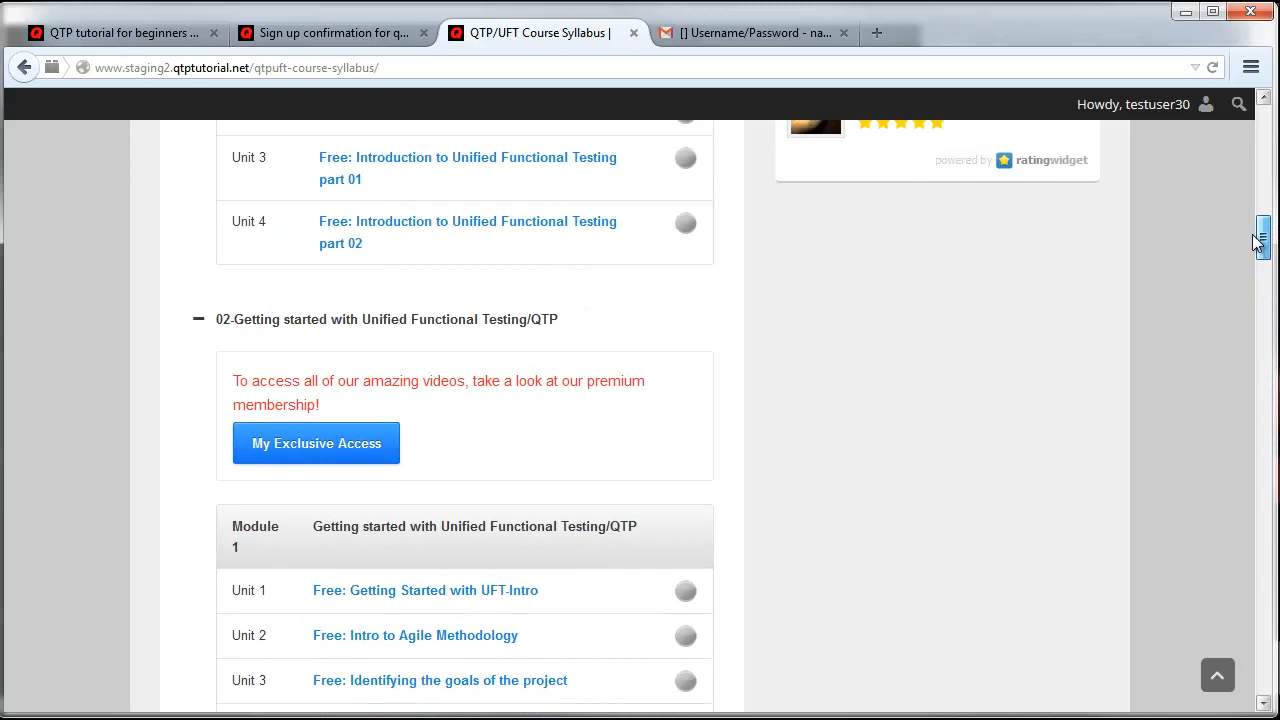 QTP tutorial for beginners ...
Sign up confirmation for q...
QTP/UFT Course Syllabus |
[] Username/Password - na...
www.staging2.qtptutorial.net/qtpuft-course-syllabus/
Howdy, testuser30
Unit 3 Free: Introduction to Unified Functional Testing
part 01
powered by ratingwidget
Unit 4 Free: Introduction to Unified Functional Testing
part 02
02-Getting started with Unified Functional Testing/QTP
To access all of our amazing videos, take a look at our premium
membership!
My Exclusive Access
Module Getting started with Unified Functional Testing/QTP
1
Unit 1 Free: Getting Started with UFT-Intro
Unit 2 Free: Intro to Agile Methodology
Unit 3 Free: Identifying the goals of the project